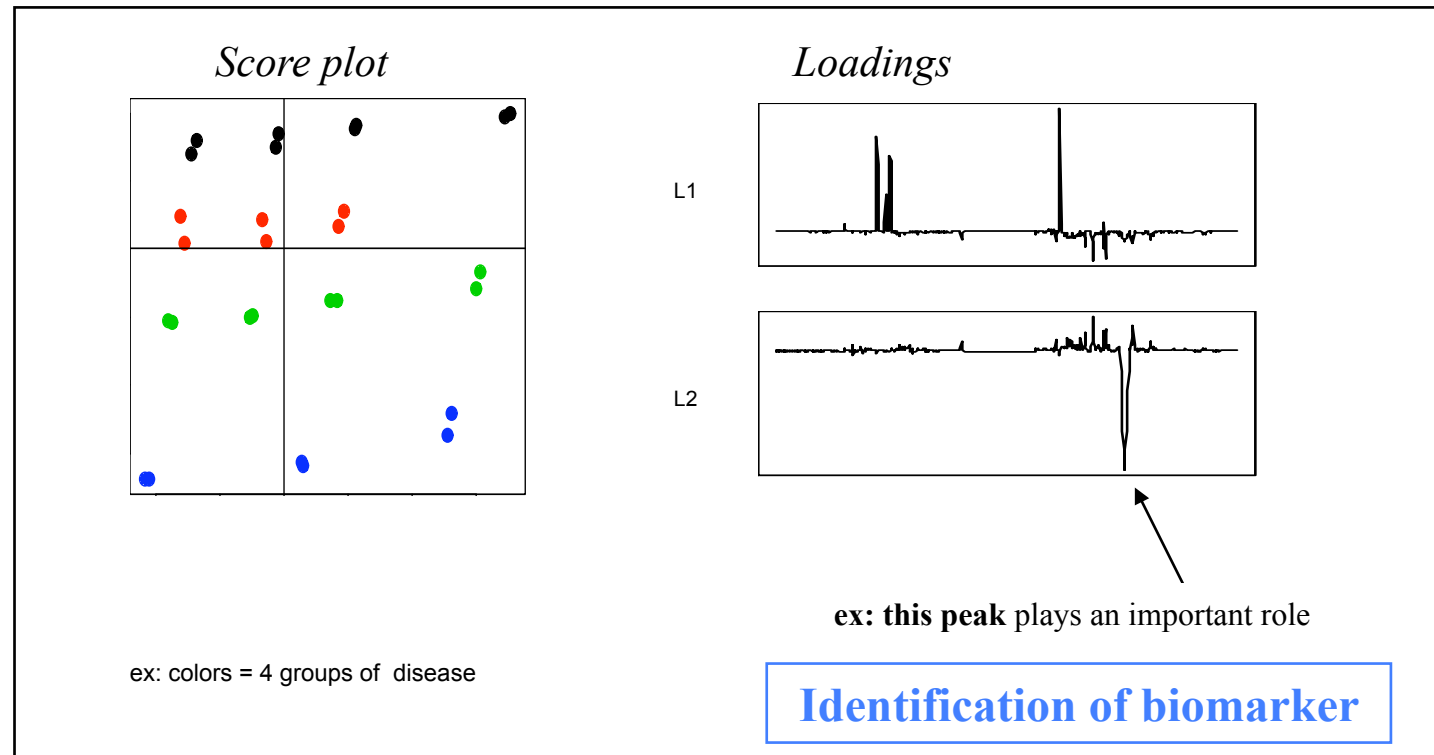 Score plot
Loadings
L1
L2
ex: this peak plays an important role
ex: colors = 4 groups of disease
Identification of biomarker